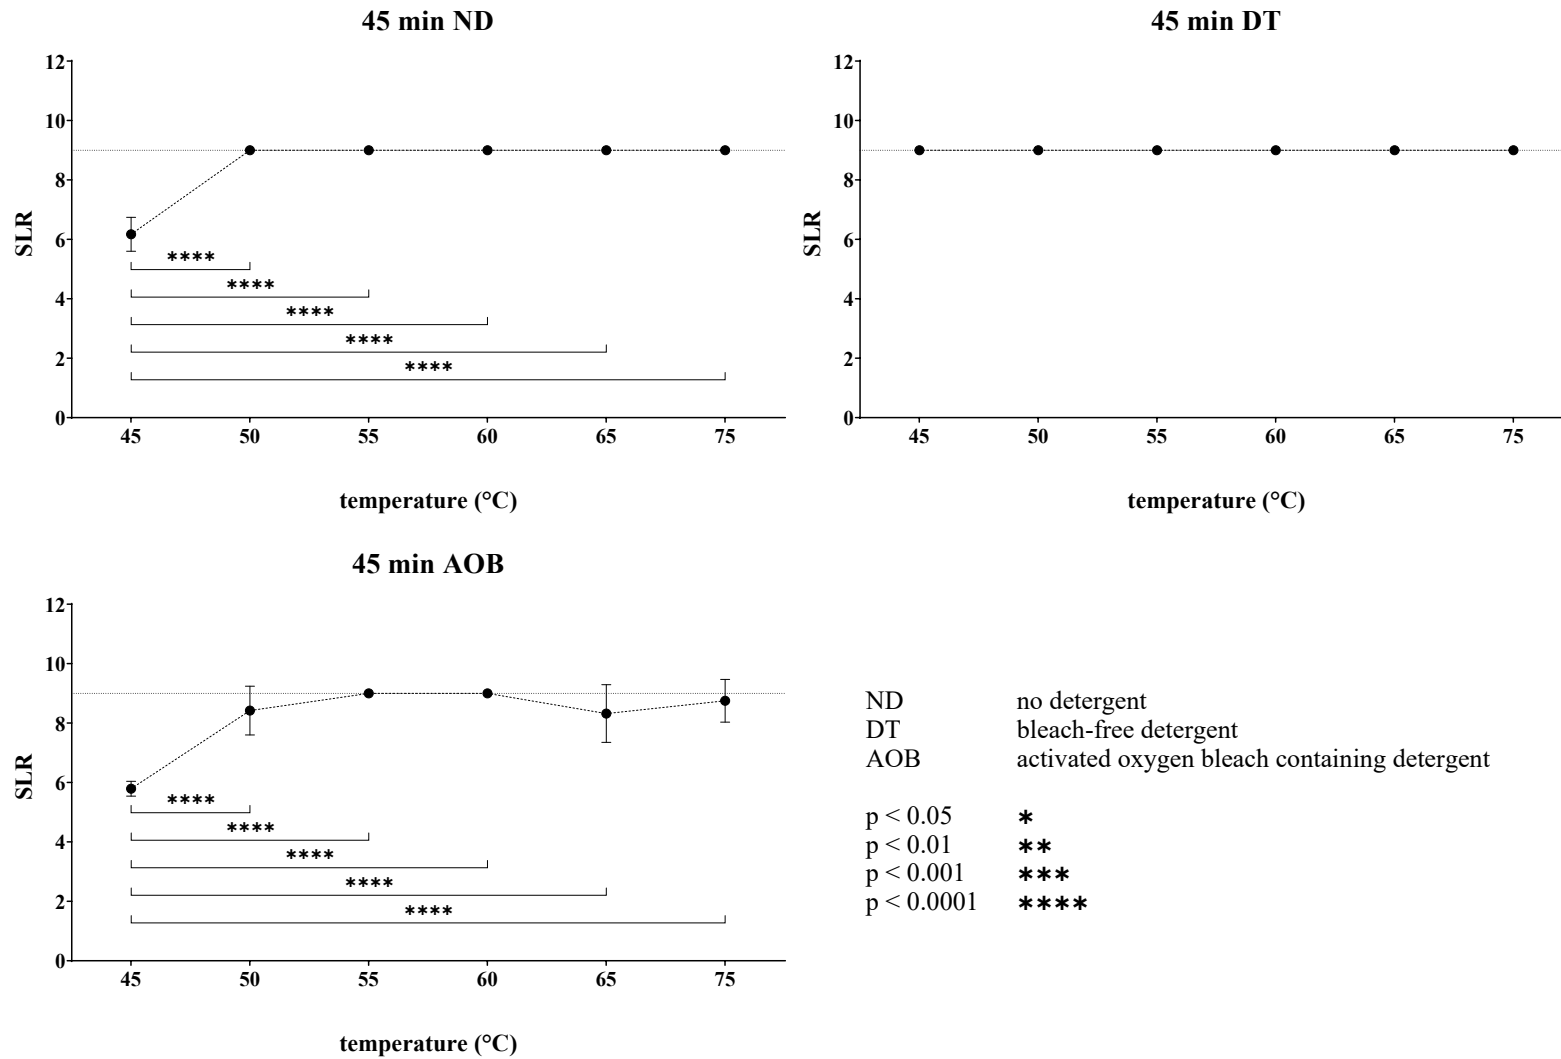 45 min ND
12
10
8
6
4
2
0
SLR
****
****
****
****
****
45 50 55 60 65 75
temperature (°C)
45 min DT
12
10
8
6
4
2
0
SLR
45 50 55 60 65 75
temperature (°C)
45 min AOB
12
10
8
6
4
2
0
SLR
****
****
****
****
****
45 50 55 60 65 75
temperature (°C)
ND no detergent
DT bleach-free detergent
AOB activated oxygen bleach containing detergent
p < 0.05 *
p < 0.01 **
p < 0.001 ***
p < 0.0001 ****